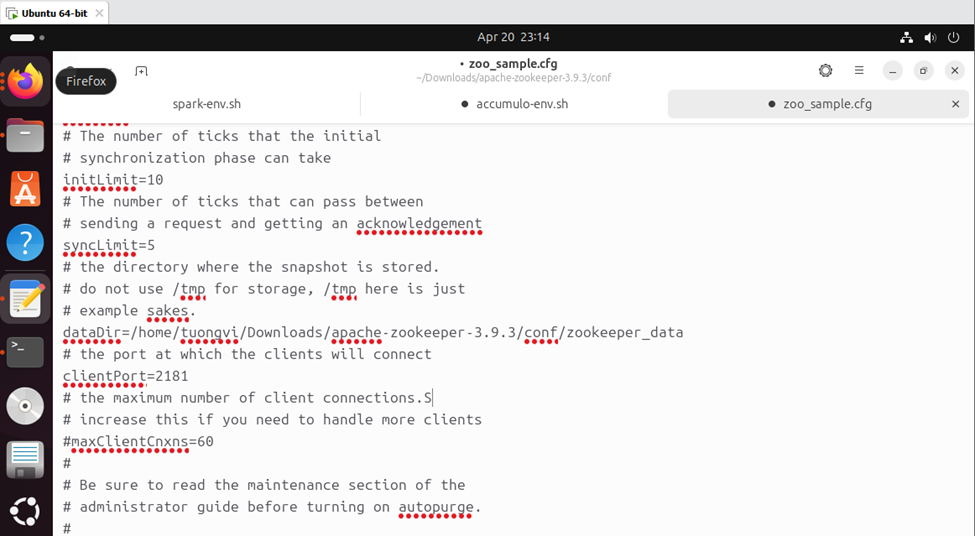 Ubuntu 64-bit
Apr 20 23:14
Firefox
• zoo_sample.cfg
~/Downloads/apache-zookeeper-3.9.3/conf
spark-env.sh
• accumulo-env.sh
• zoo_sample.cfg
# The number of ticks that the initial
# synchronization phase can take
initLimit=10
# The number of ticks that can pass between
# sending a request and getting an acknowledgement
syncLimit=5
# the directory where the snapshot is stored.
# do not use /tmp for storage, /tmp here is just
# example sakes.
dataDir=/home/tuongvi/Downloads/apache-zookeeper-3.9.3/conf/zookeeper_data
# the port at which the clients will connect
clientPort=2181
# the maximum number of client connections.S
# increase this if you need to handle more clients
#maxClientCnxns=60
#
# Be sure to read the maintenance section of the
# administrator guide before turning on autopurge.
#